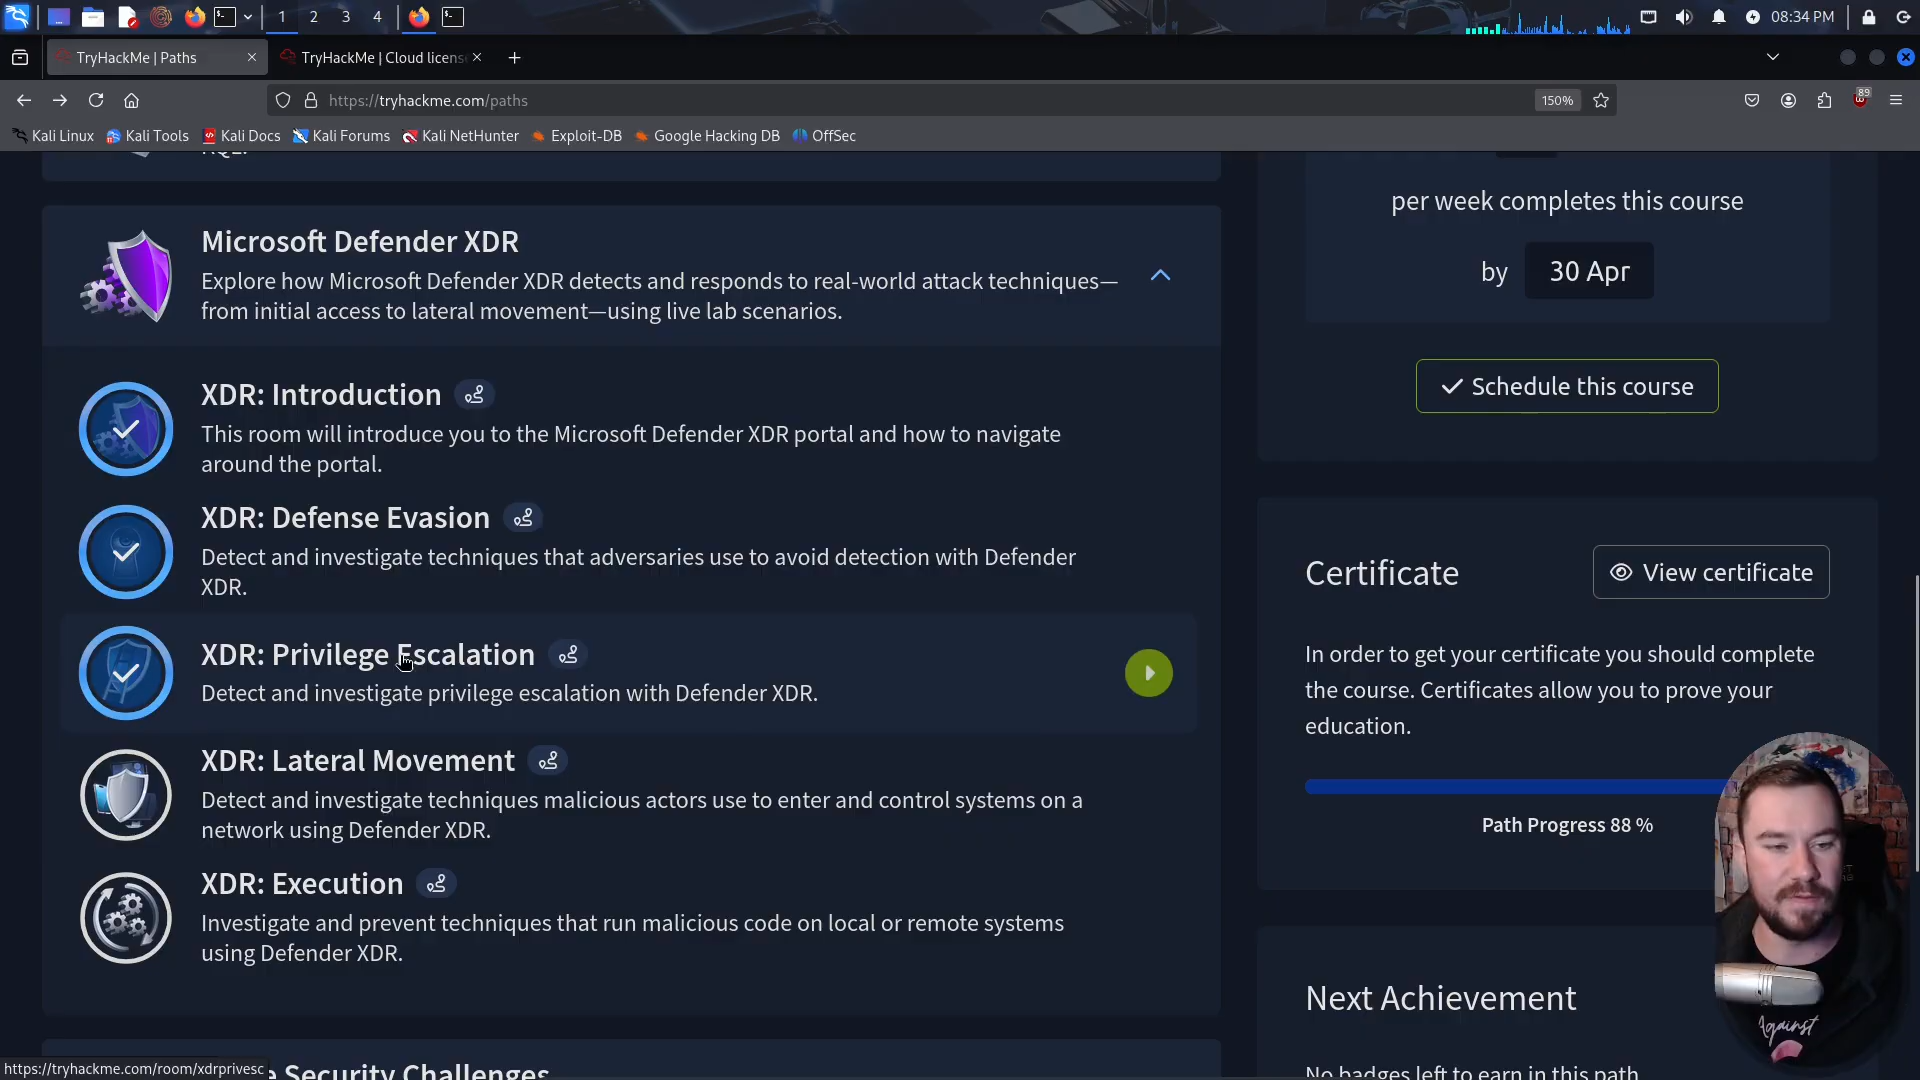 1 2 3 4
08:34 PM
TryHackMe | Paths
TryHackMe | Cloud licens
https://tryhackme.com/paths
150%
89
Kali Linux Kali Tools Kali Docs Kali Forums Kali NetHunter Exploit-DB Google Hacking DB OffSec
Microsoft Defender XDR
Explore how Microsoft Defender XDR detects and responds to real-world attack techniques—
from initial access to lateral movement—using live lab scenarios.
XDR: Introduction
This room will introduce you to the Microsoft Defender XDR portal and how to navigate
around the portal.
XDR: Defense Evasion
Detect and investigate techniques that adversaries use to avoid detection with Defender
XDR.
XDR: Privilege Escalation
Detect and investigate privilege escalation with Defender XDR.
XDR: Lateral Movement
Detect and investigate techniques malicious actors use to enter and control systems on a
network using Defender XDR.
XDR: Execution
Investigate and prevent techniques that run malicious code on local or remote systems
using Defender XDR.
Security Challenges
https://tryhackme.com/room/xdrprivesc
per week completes this course
by 30 Apr
Schedule this course
Certificate
View certificate
In order to get your certificate you should complete
the course. Certificates allow you to prove your
education.
Path Progress 88 %
Next Achievement
No badges left to earn in this path
Against